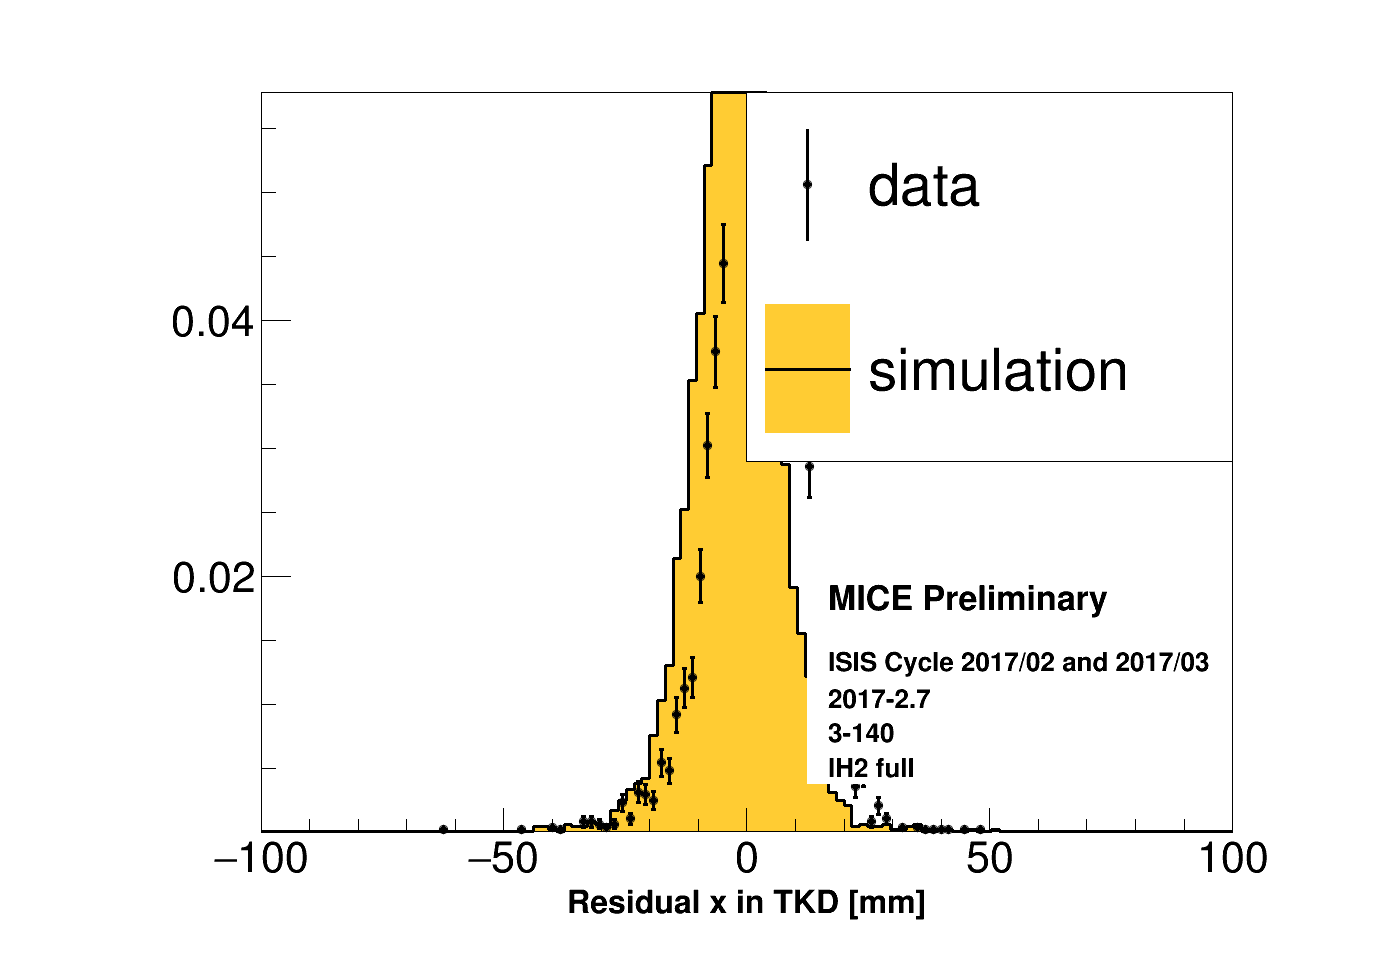 data
simulation
0.04
0.02
MICE Preliminary
ISIS Cycle 2017/02 and 2017/03
2017-2.7
3-140
IH2 full
−100
−50
0
50
100
Residual x in TKD [mm]